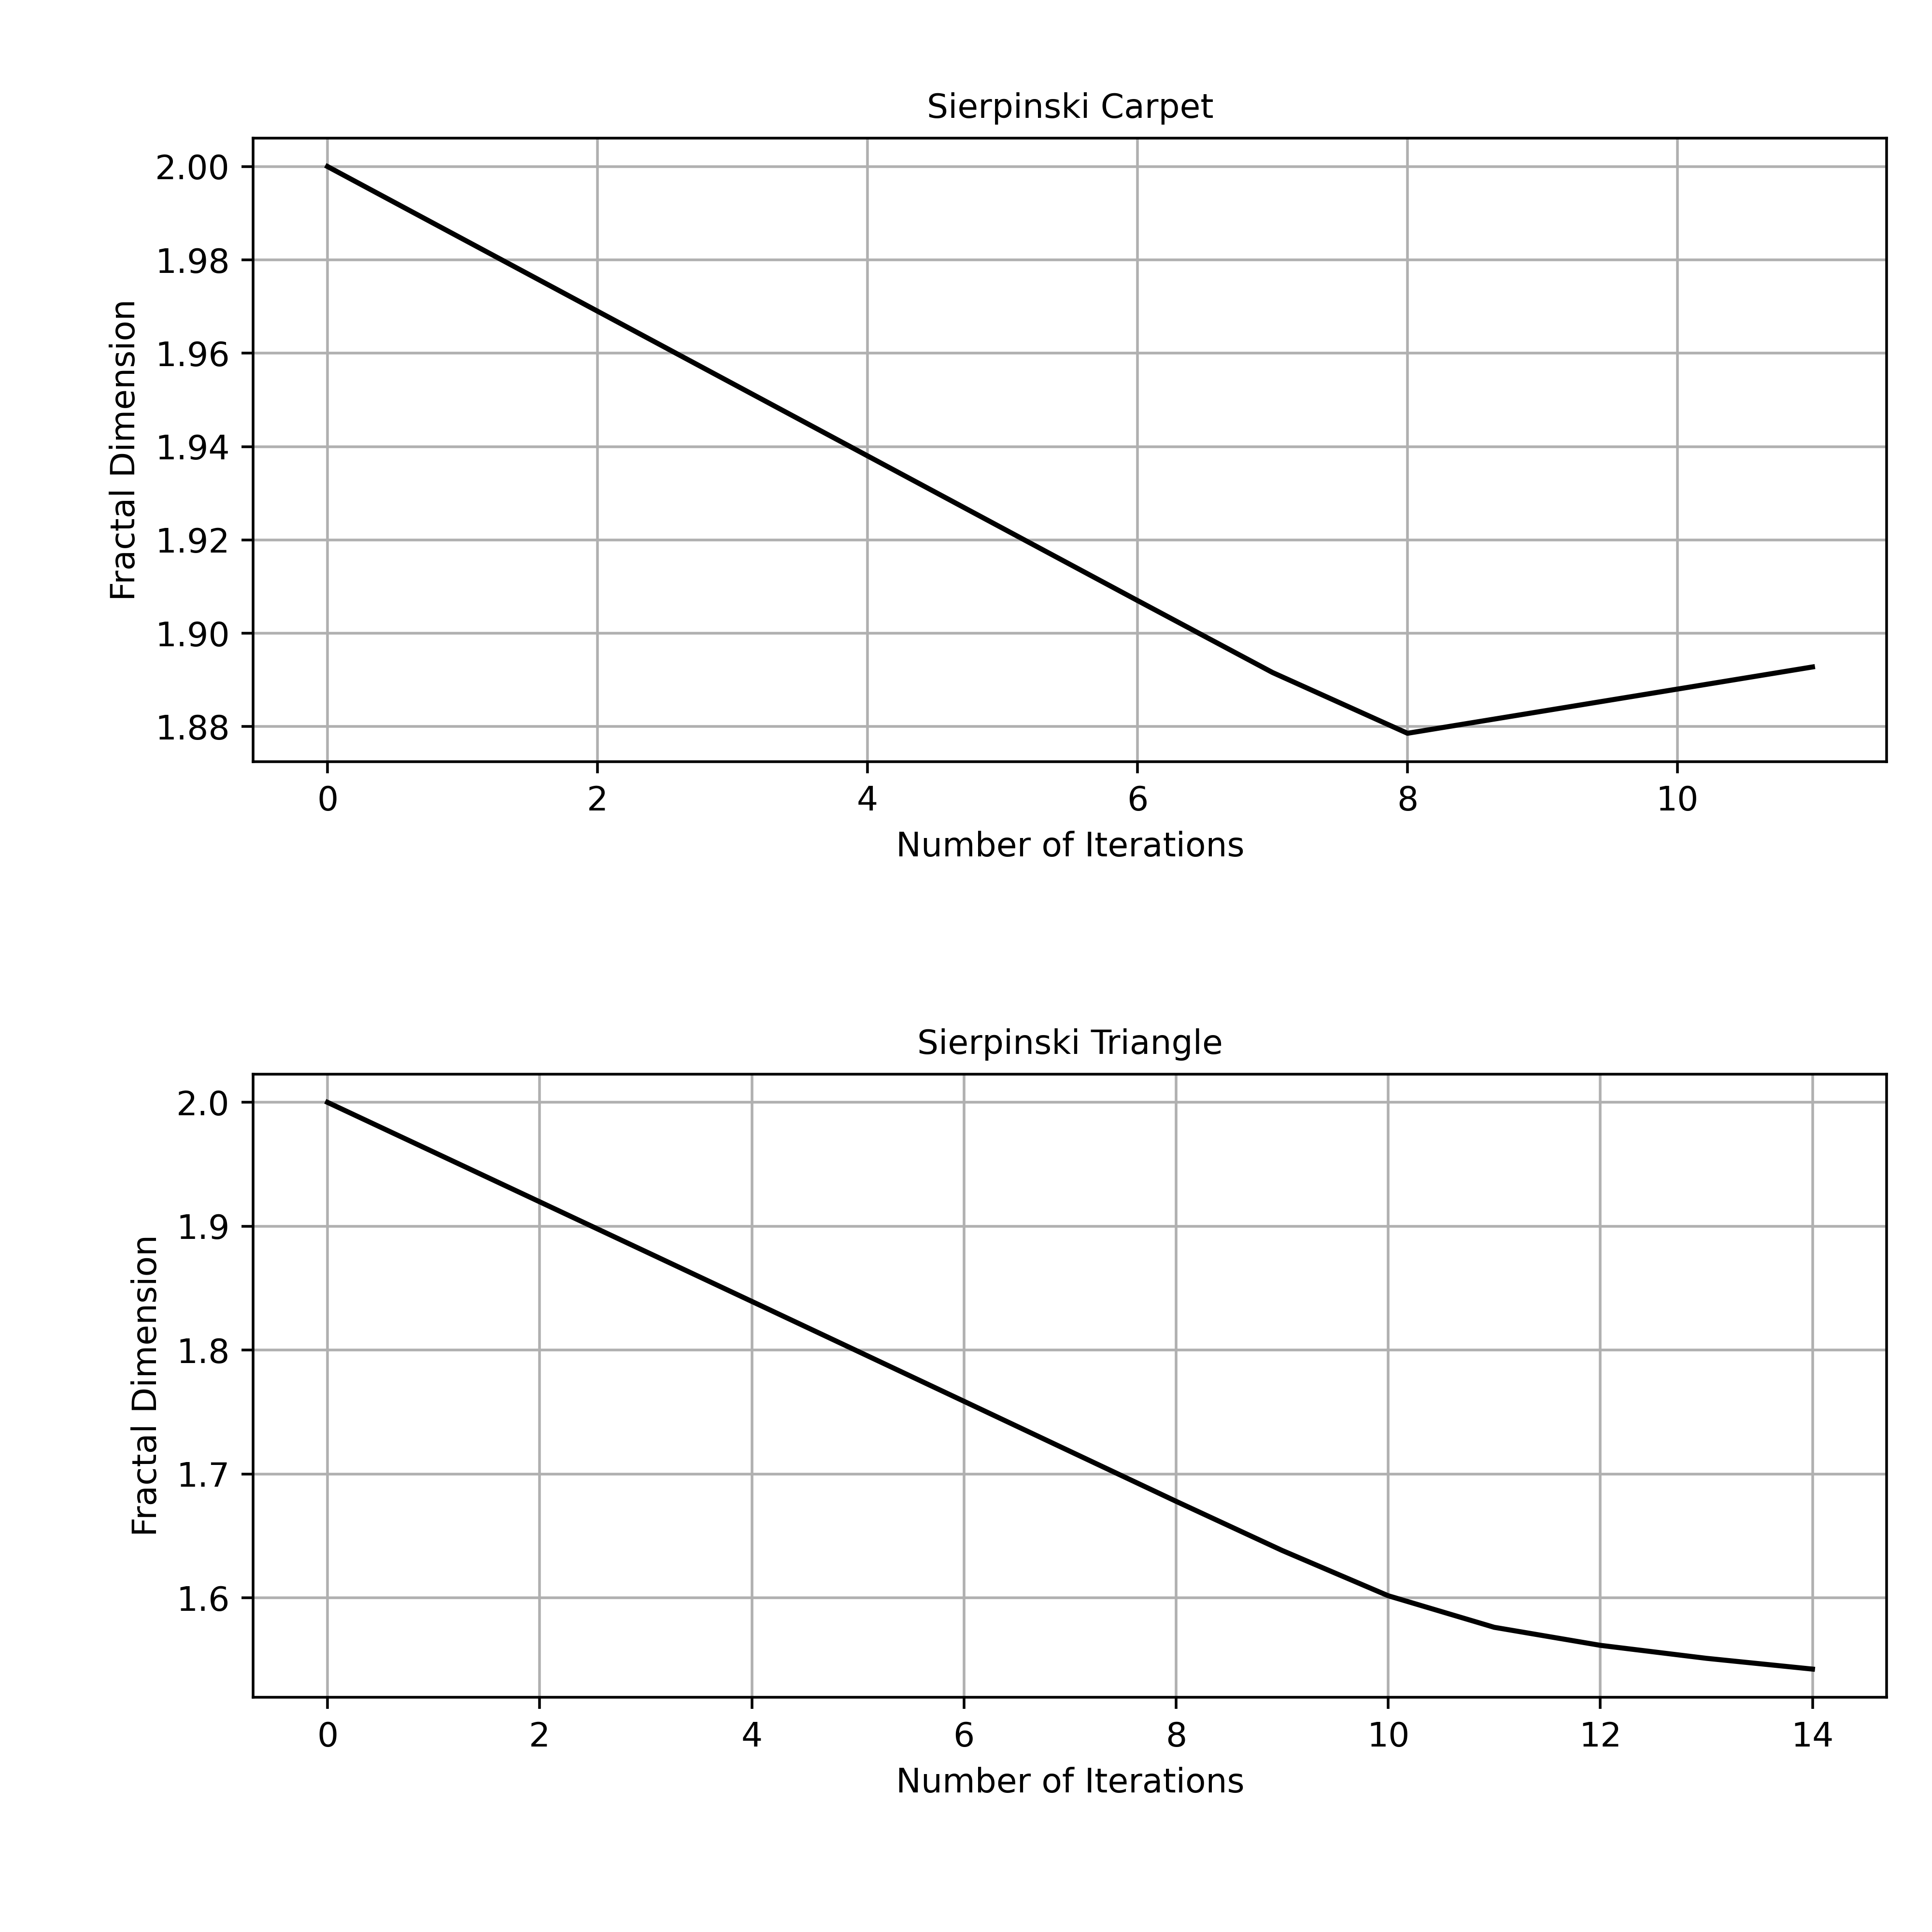 Sierpinski Carpet
Fractal Dimension
2.00
1.98
1.96
1.94
1.92
1.90
1.88
0 2 4 6 8 10
Number of Iterations
Sierpinski Triangle
Fractal Dimension
2.0
1.9
1.8
1.7
1.6
0 2 4 6 8 10 12 14
Number of Iterations